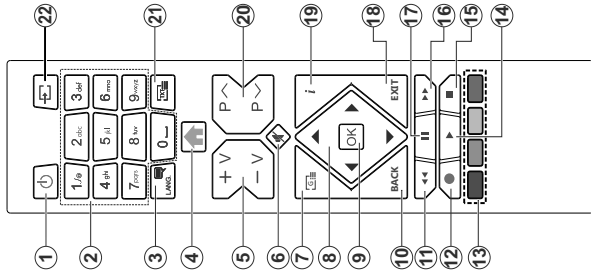 1 22
2
1./@ 2abc 3def
4ghi 5jkl 6mno
7pqrs 8tuv 9wxyz
3 LANG. 0 21
4
5 + V P 20
− V P
6
7 i 19
8 OK
9
10 BACK EXIT 18
11 17 16
12 14 15
13